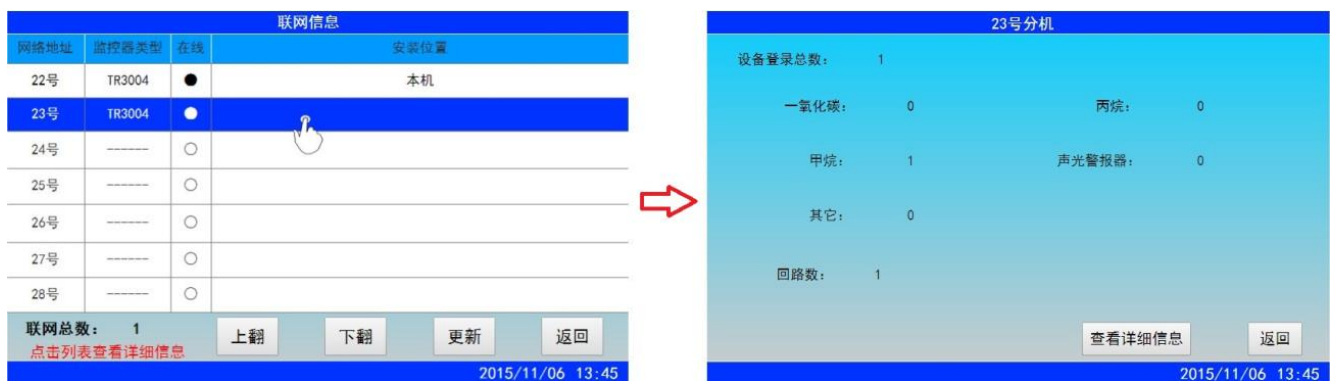 联网信息
网络地址 监控器类型 在线 安装位置
22号 TR3004 本机
23号 TR3004
24号 ------
25号 ------
26号 ------
27号 ------
28号 ------
联网总数： 1
点击列表查看详细信息
上翻 下翻 更新 返回
2015/11/06 13:45
23号分机
设备登录总数： 1
一氧化碳： 0 丙烷： 0
甲烷： 1 声光警报器： 0
其它： 0
回路数： 1
查看详细信息 返回
2015/11/06 13:45